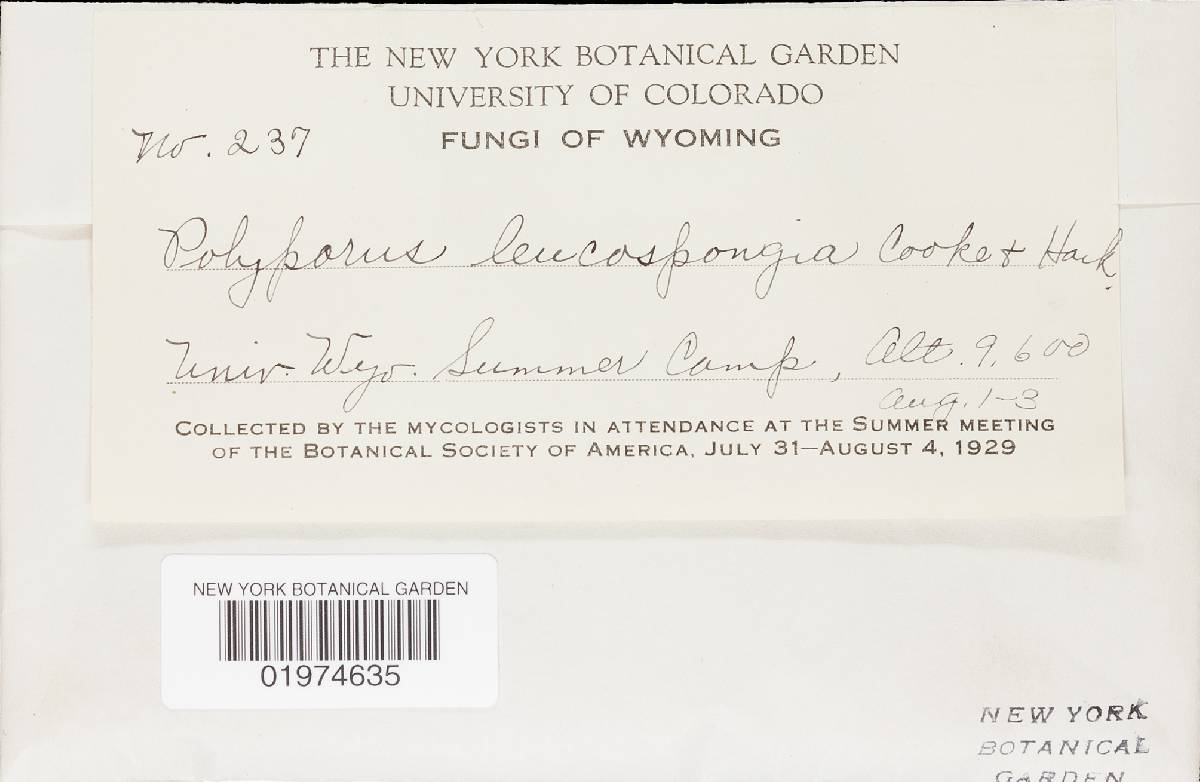 THE NEW YORK BOTANICAL GARDEN
UNIVERSITY OF COLORADO
No. 237 FUNGI OF WYOMING
Polyporus leucospongia Cooke & Hark.
Univ. Wyo. Summer Camp, Alt. 9,600
Aug. 1-3
COLLECTED BY THE MYCOLOGISTS IN ATTENDANCE AT THE SUMMER MEETING
OF THE BOTANICAL SOCIETY OF AMERICA, JULY 31—AUGUST 4, 1929
NEW YORK BOTANICAL GARDEN
01974635
NEW YORK
BOTANICAL
GARDEN